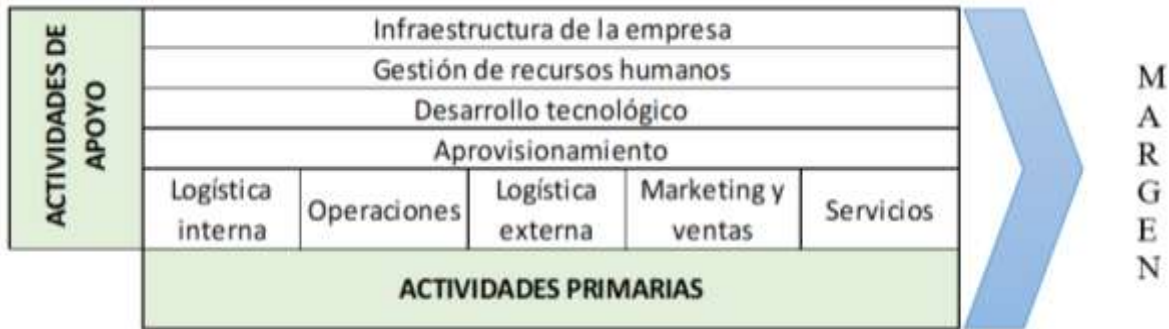 ACTIVIDADES DE
APOYO
Infraestructura de la empresa
Gestión de recursos humanos
Desarrollo tecnológico
Aprovisionamiento
Logística
interna
Operaciones
Logística
externa
Marketing y
ventas
Servicios
ACTIVIDADES PRIMARIAS
M
A
R
G
E
N